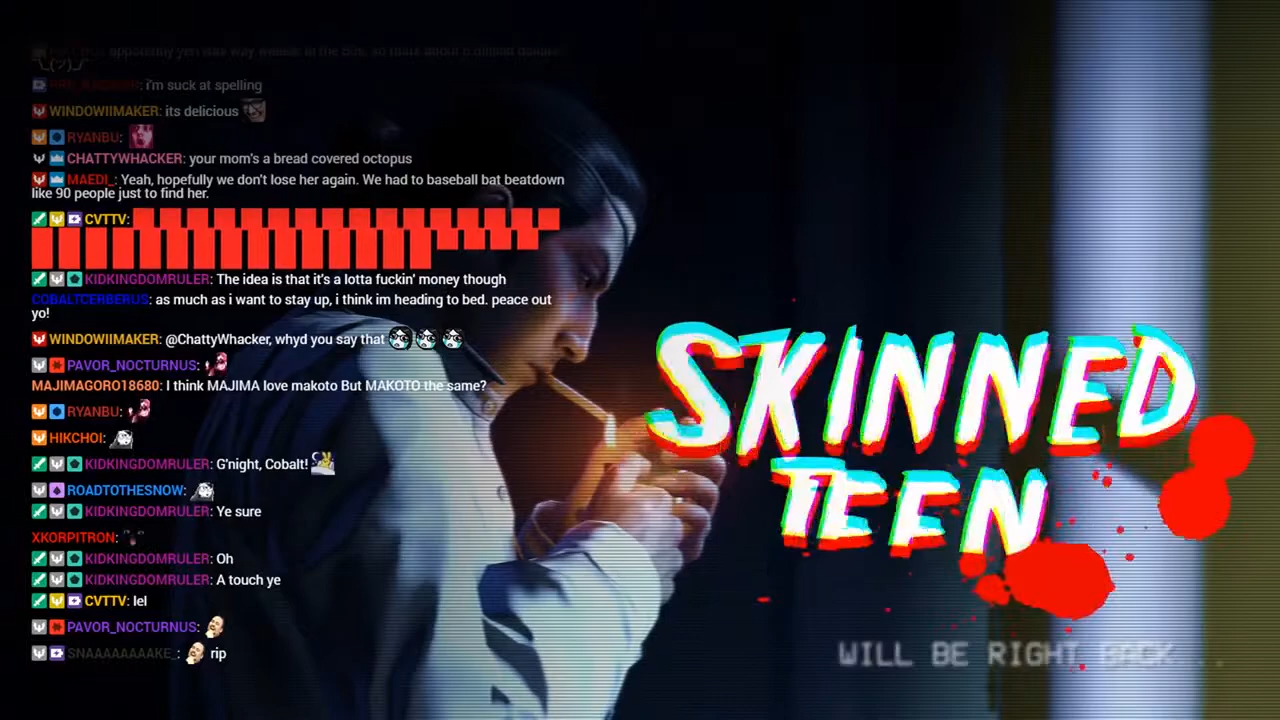 i'm suck at spelling
WINDOWIIMAKER: its delicious
RYANBU:
CHATTYWHACKER: your mom's a bread covered octopus
MAEDI_: Yeah, hopefully we don't lose her again. We had to baseball bat beatdown
like 90 people just to find her.
CVTTV:
KIDKINGDOMRULER: The idea is that it's a lotta fuckin' money though
COBALTCERBERUS: as much as i want to stay up, i think im heading to bed. peace out
yo!
WINDOWIIMAKER: @ChattyWhacker, whyd you say that
PAVOR_NOCTURNUS:
MAJIMAGORO18680: I think MAJIMA love makoto But MAKOTO the same?
RYANBU:
HIKCHOI:
KIDKINGDOMRULER: G'night, Cobalt!
ROADTOTHESNOW:
KIDKINGDOMRULER: Ye sure
XKORPITRON:
KIDKINGDOMRULER: Oh
KIDKINGDOMRULER: A touch ye
CVTTV: lel
PAVOR_NOCTURNUS:
SNAAAAAAAAKE_: rip
SKINNED
TEEN
WILL BE RIGHT BACK...